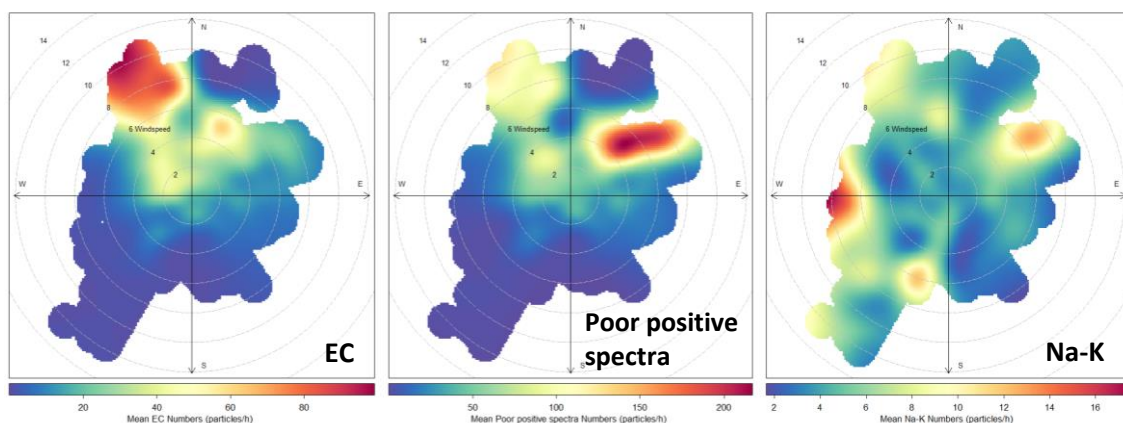 N
14
12
10
8
6 Windspeed
4
2
W
E
S
EC
20
40
60
80
Mean EC Numbers (particles/h)
N
14
12
10
8
6 Windspeed
4
2
W
E
S
Poor positive
spectra
50
100
150
200
Mean Poor positive spectra Numbers (particles/h)
N
14
12
10
8
6 Windspeed
4
2
W
E
S
Na-K
2
4
6
8
10
12
14
16
Mean Na-K Numbers (particles/h)